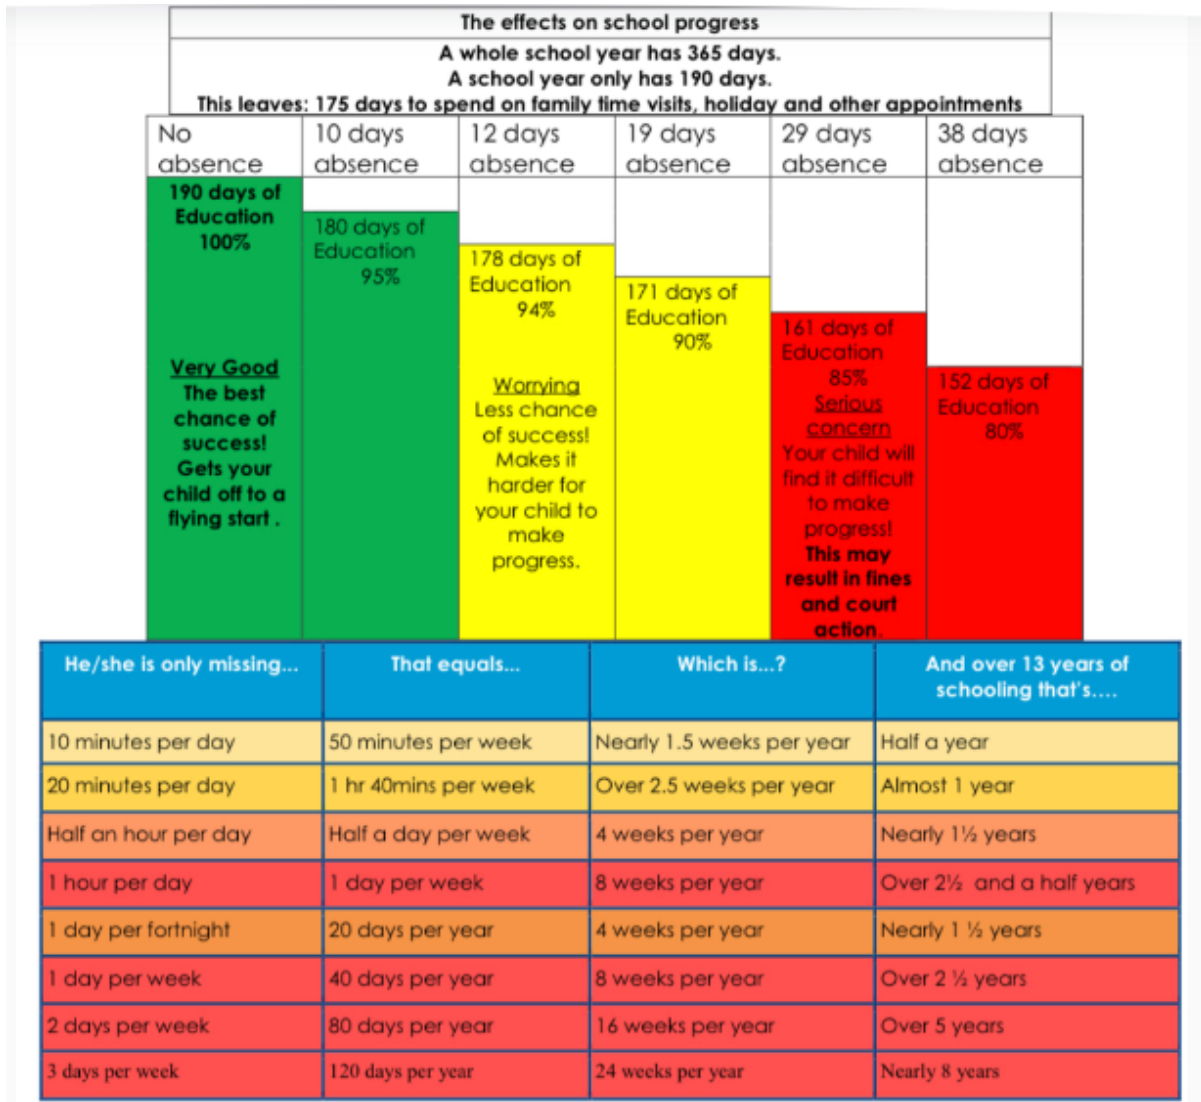 The effects on school progress
A whole school year has 365 days.
A school year only has 190 days.
This leaves: 175 days to spend on family time visits, holiday and other appointments
No
absence
10 days
absence
12 days
absence
19 days
absence
29 days
absence
38 days
absence
190 days of
Education
100%
Very Good
The best
chance of
success!
Gets your
child off to a
flying start .
180 days of
Education
95%
178 days of
Education
94%
Worrying
Less chance
of success!
Makes it
harder for
your child to
make
progress.
171 days of
Education
90%
161 days of
Education
85%
Serious
concern
Your child will
find it difficult
to make
progress!
This may
result in fines
and court
action.
152 days of
Education
80%
He/she is only missing... That equals... Which is...? And over 13 years of
schooling that's....
10 minutes per day 50 minutes per week Nearly 1.5 weeks per year Half a year
20 minutes per day 1 hr 40mins per week Over 2.5 weeks per year Almost 1 year
Half an hour per day Half a day per week 4 weeks per year Nearly 1½ years
1 hour per day 1 day per week 8 weeks per year Over 2½ and a half years
1 day per fortnight 20 days per year 4 weeks per year Nearly 1 ½ years
1 day per week 40 days per year 8 weeks per year Over 2 ½ years
2 days per week 80 days per year 16 weeks per year Over 5 years
3 days per week 120 days per year 24 weeks per year Nearly 8 years